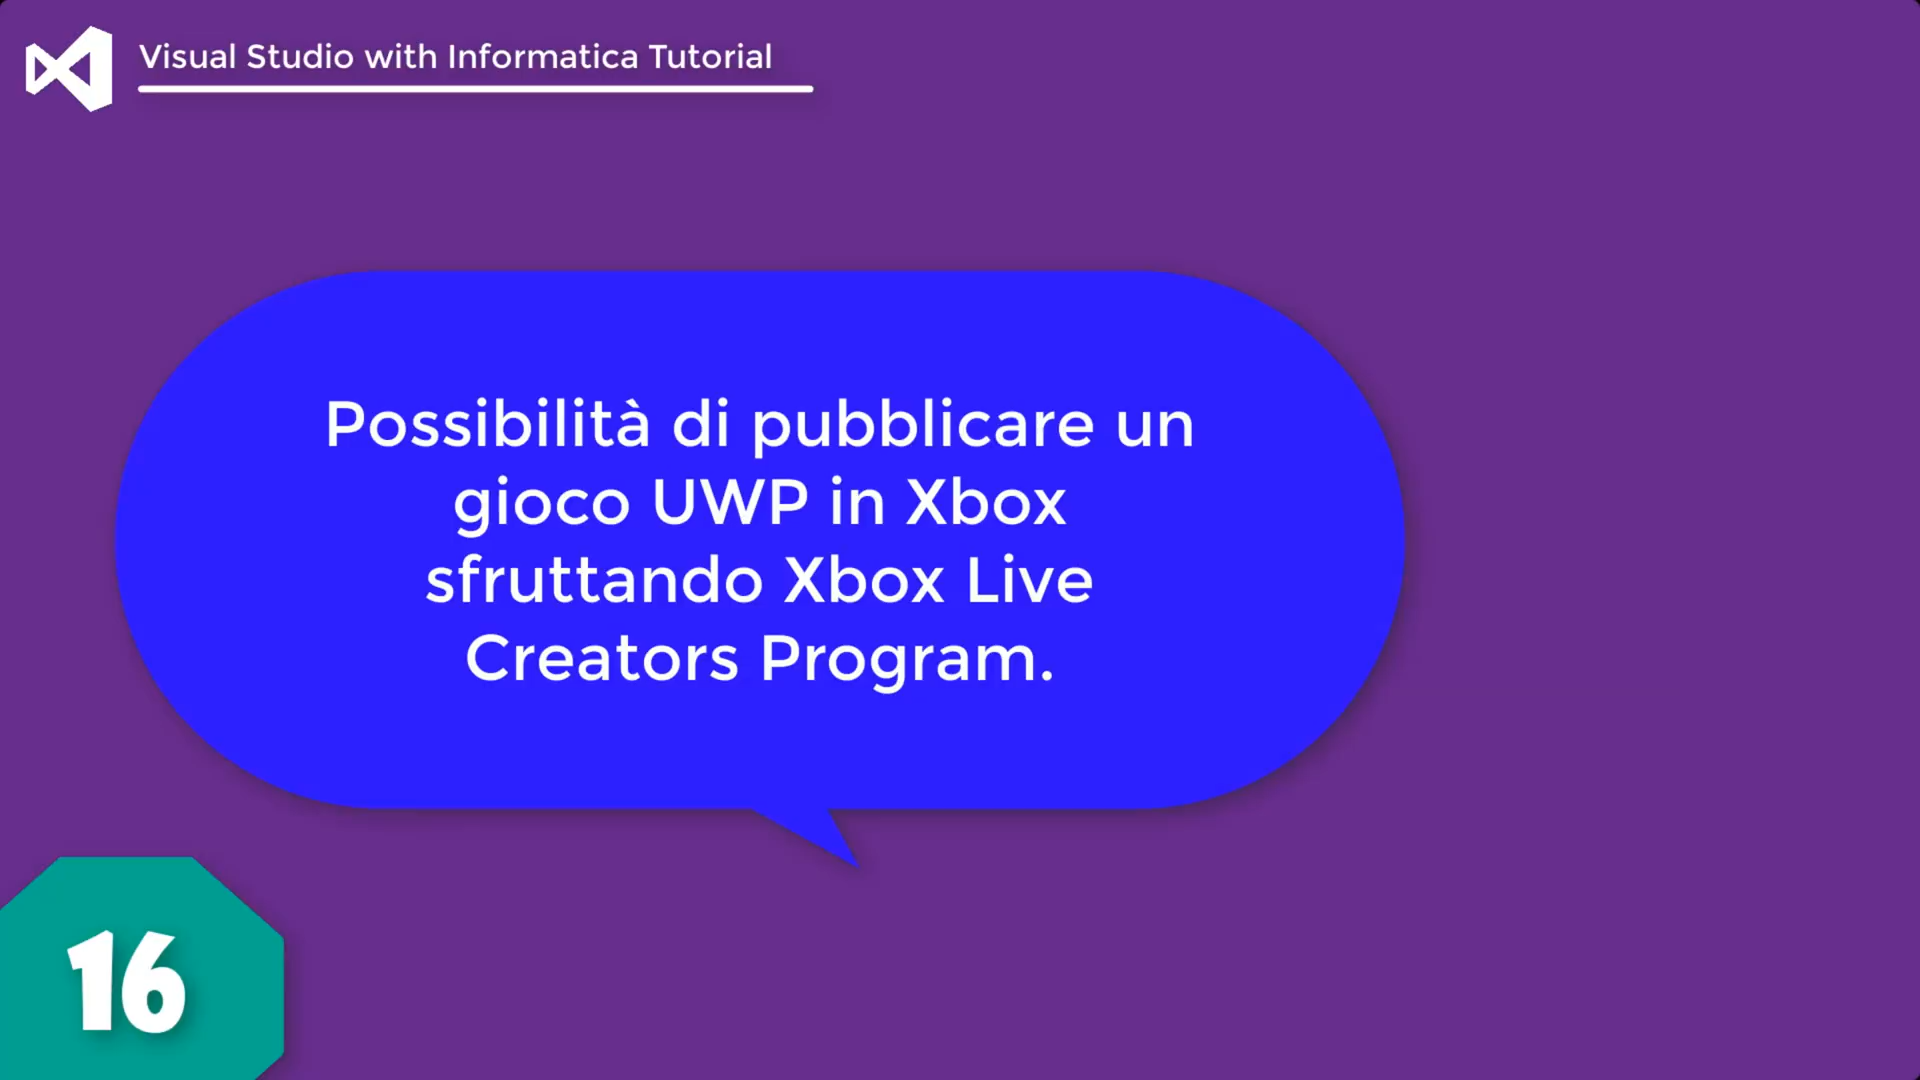 Visual Studio with Informatica Tutorial
Possibilità di pubblicare un
gioco UWP in Xbox
sfruttando Xbox Live
Creators Program.
16